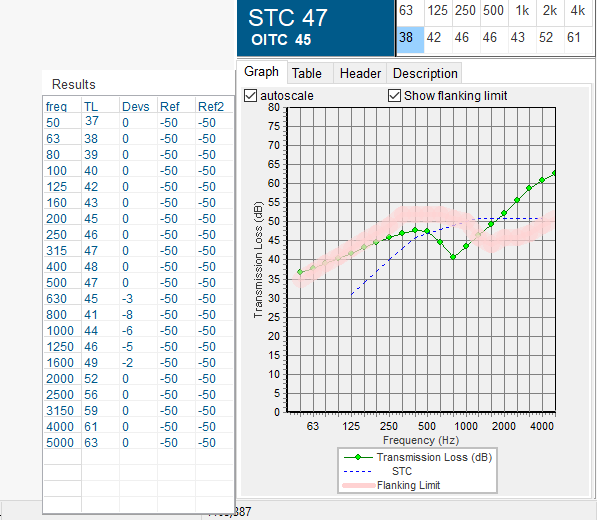 STC 47
OITC 45
63 125 250 500 1k 2k 4k
38 42 46 46 43 52 61
Results
freq TL Devs Ref Ref2
50 37 0 -50 -50
63 38 0 -50 -50
80 39 0 -50 -50
100 40 0 -50 -50
125 42 0 -50 -50
160 43 0 -50 -50
200 45 0 -50 -50
250 46 0 -50 -50
315 47 0 -50 -50
400 48 0 -50 -50
500 47 0 -50 -50
630 45 -3 -50 -50
800 41 -8 -50 -50
1000 44 -6 -50 -50
1250 46 -5 -50 -50
1600 49 -2 -50 -50
2000 52 0 -50 -50
2500 56 0 -50 -50
3150 59 0 -50 -50
4000 61 0 -50 -50
5000 63 0 -50 -50
Graph Table Header Description
autoscale Show flanking limit
80
75
70
65
60
55
50
45
40
35
30
25
20
15
10
5
0
Transmission Loss (dB)
63 125 250 500 1000 2000 4000
Frequency (Hz)
Transmission Loss (dB)
STC
Flanking Limit